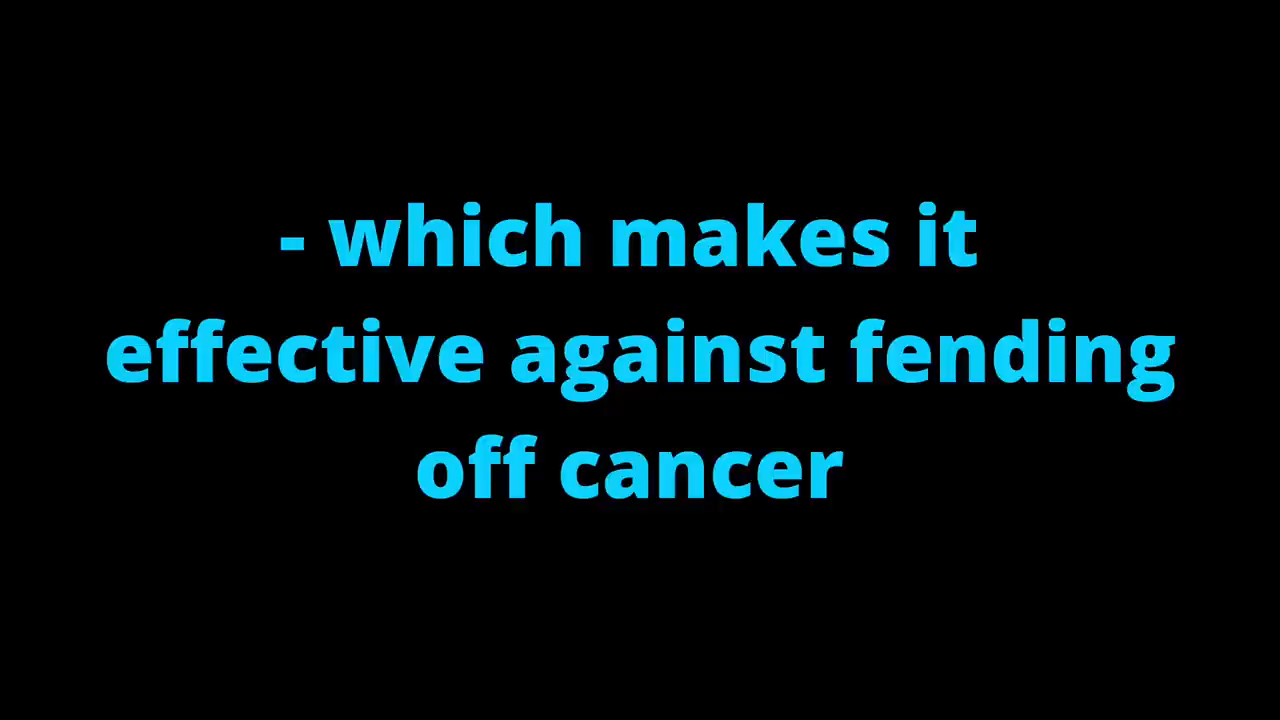 - which makes it
effective against fending
off cancer